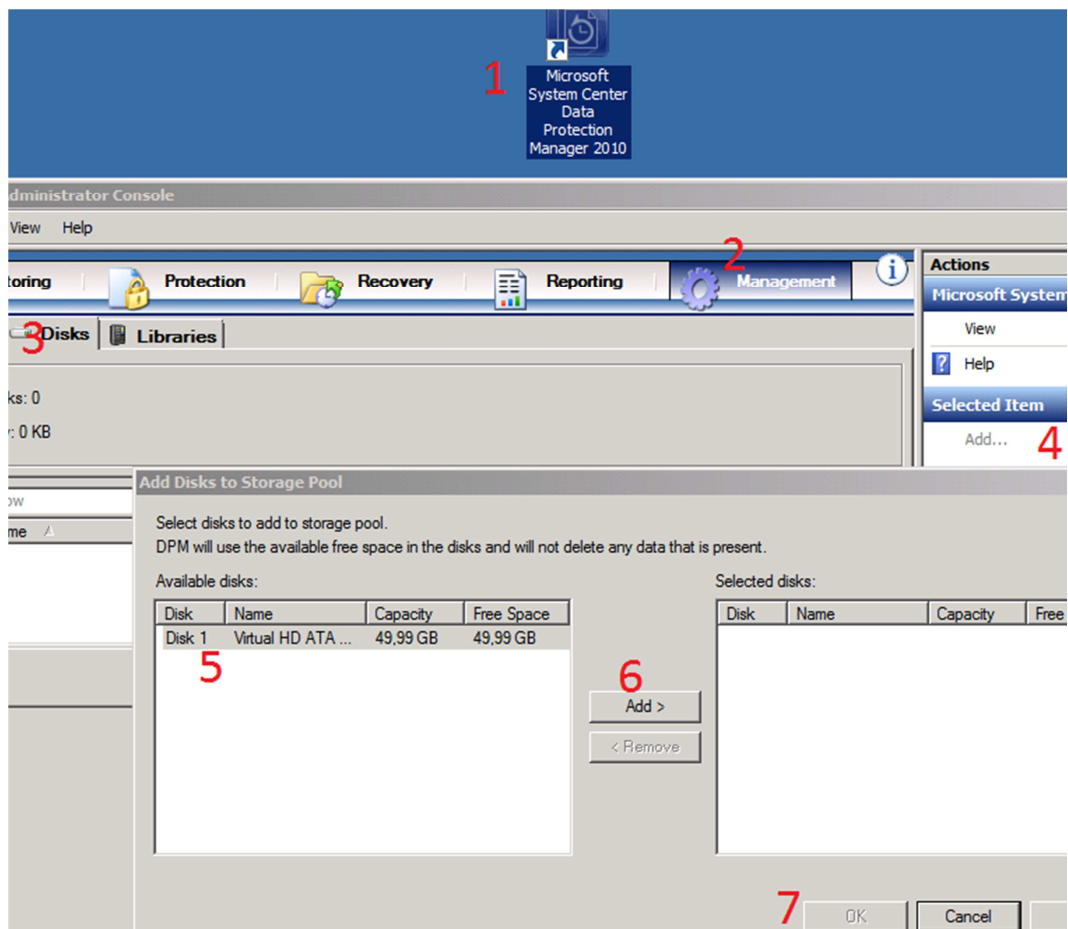 1
Microsoft
System Center
Data
Protection
Manager 2010
Administrator Console
View Help
2
toring Protection Recovery Reporting Management
Actions
Microsoft System
3
Disks Libraries
View
Help
ks: 0
y: 0 KB
Selected Item
Add...
4
Add Disks to Storage Pool
ow
me
Select disks to add to storage pool.
DPM will use the available free space in the disks and will not delete any data that is present.
Available disks:
Selected disks:
Disk Name Capacity Free Space
Disk Name Capacity Free
Disk 1 Virtual HD ATA ... 49,99 GB 49,99 GB
5
6
Add >
< Remove
7
OK Cancel